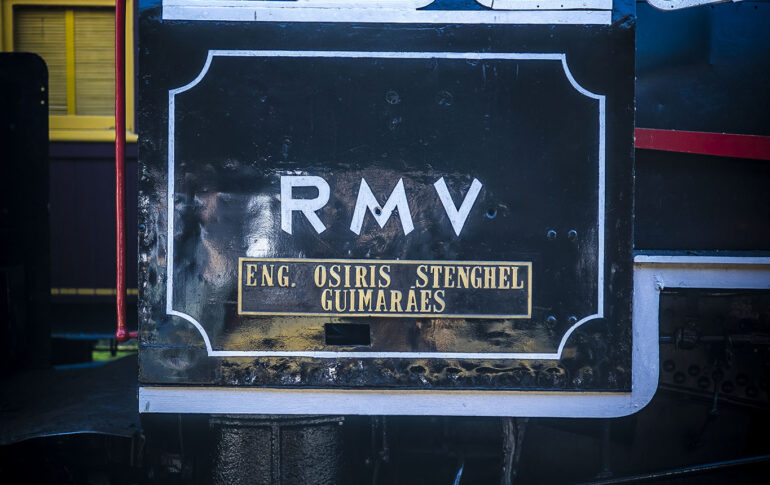 RMV
ENG. OSIRIS STENGHEL
GUIMARÃES